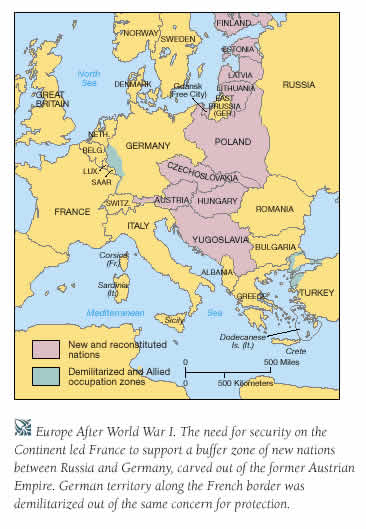 FINLAND
NORWAY
SWEDEN
ESTONIA
North
Sea
LATVIA
RUSSIA
DENMARK
Gdansk
(Free City)
LITHUANIA
EAST
PRUSSIA
(GER.)
GREAT
BRITAIN
NETH.
GERMANY
POLAND
BELG.
LUX.
SAAR
CZECHOSLOVAKIA
FRANCE
SWITZ.
AUSTRIA
HUNGARY
ROMANIA
ITALY
YUGOSLAVIA
BULGARIA
Corsica
(Fr.)
ALBANIA
Sardinia
(It.)
GREECE
TURKEY
Mediterranean
Sea
Sicily
Dodecanese
Is. (It.)
Crete
New and reconstituted
nations
Demilitarized and Allied
occupation zones
0 500 Miles
0 500 Kilometers
Europe After World War I. The need for security on the
Continent led France to support a buffer zone of new nations
between Russia and Germany, carved out of the former Austrian
Empire. German territory along the French border was
demilitarized out of the same concern for protection.